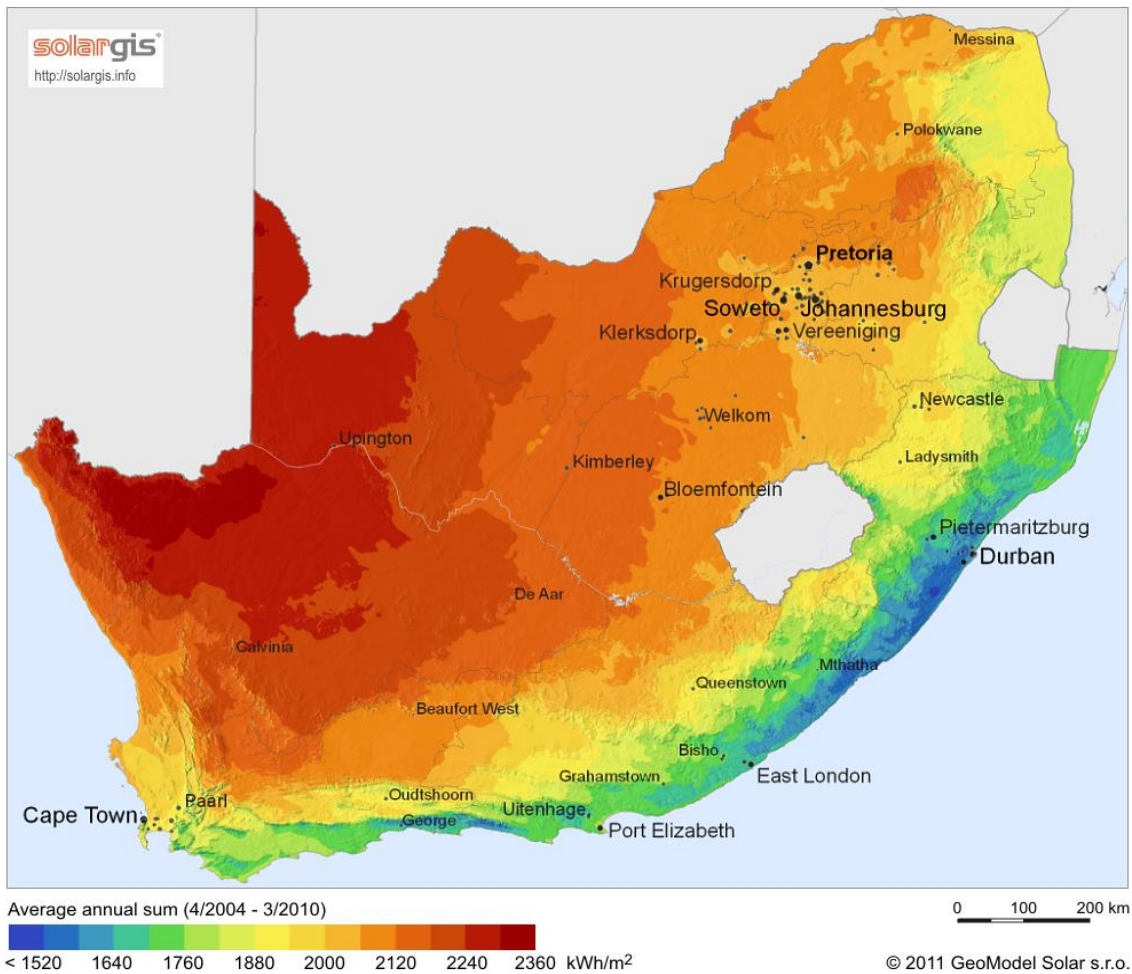 solargis
http://solargis.info
Messina
Polokwane
Pretoria
Krugersdorp
Soweto Johannesburg
Klerksdorp Vereeniging
Newcastle
Welkom
Upington
Ladysmith
Kimberley
Bloemfontein
Pietermaritzburg
Durban
De Aar
Calvinia
Mthatha
Queenstown
Beaufort West
Bisho
Grahamstown East London
Oudtshoorn
Paarl
Uitenhage
Cape Town George
Port Elizabeth
Average annual sum (4/2004 - 3/2010)
0 100 200 km
< 1520 1640 1760 1880 2000 2120 2240 2360 kWh/m²
© 2011 GeoModel Solar s.r.o.